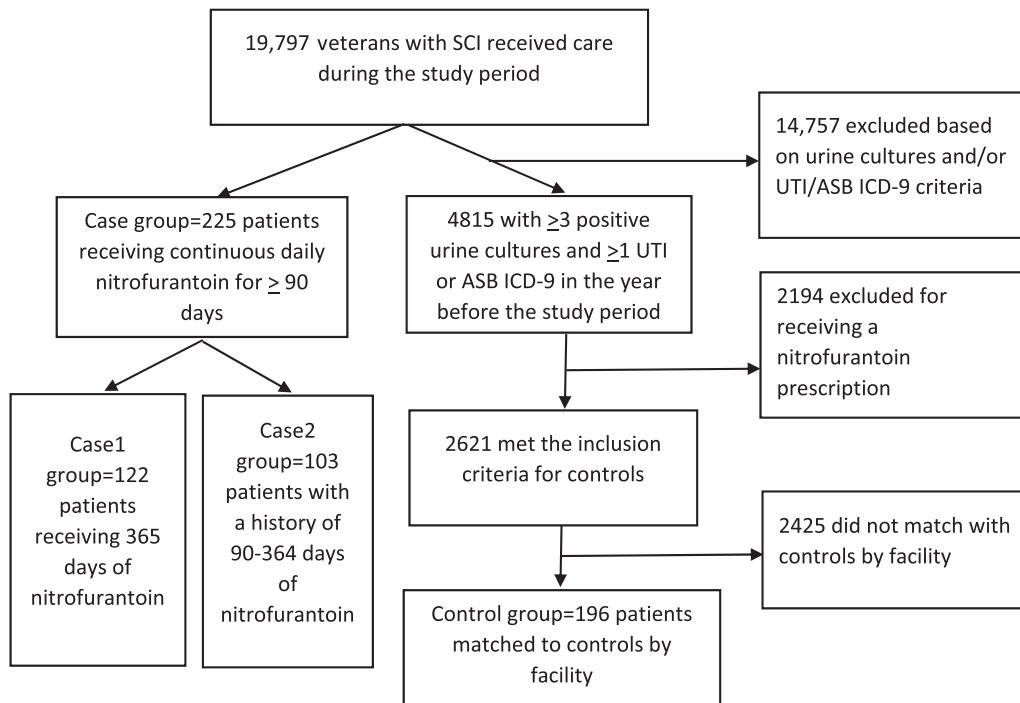 19,797 veterans with SCI received care
during the study period
14,757 excluded based
on urine cultures and/or
UTI/ASB ICD-9 criteria
Case group=225 patients
receiving continuous daily
nitrofurantoin for ≥ 90
days
4815 with ≥3 positive
urine cultures and ≥1 UTI
or ASB ICD-9 in the year
before the study period
2194 excluded for
receiving a
nitrofurantoin
prescription
Case1
group=122
patients
receiving 365
days of
nitrofurantoin
Case2
group=103
patients with
a history of
90-364 days
of
nitrofurantoin
2621 met the inclusion
criteria for controls
2425 did not match with
controls by facility
Control group=196 patients
matched to controls by
facility